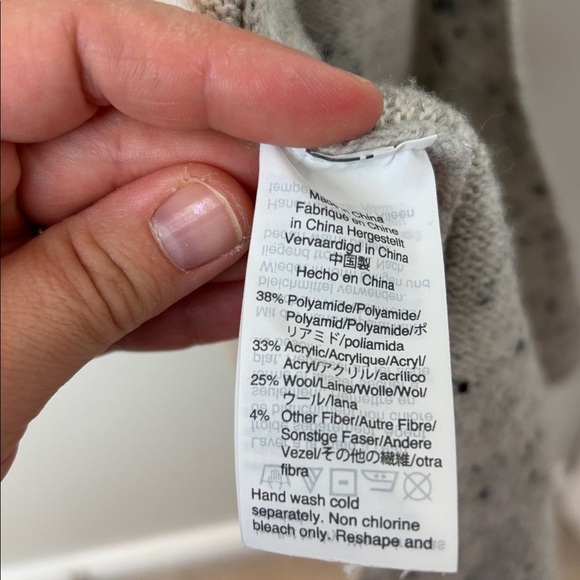 Made in China
Fabriqué en Chine
in China Hergestellt
Vervaardigd in China
中国製
Hecho en China
38% Polyamide/Polyamide/
Polyamid/Polyamide/ポ
リアミド/poliamida
33% Acrylic/Acrylique/Acryl/
Acryl/アクリル/acrílico
25% Wool/Laine/Wolle/Wol/
ウール/lana
4% Other Fiber/Autre Fibre/
Sonstige Faser/Andere
Vezel/その他の繊維/otra
fibra
Hand wash cold
separately. Non chlorine
bleach only. Reshape and